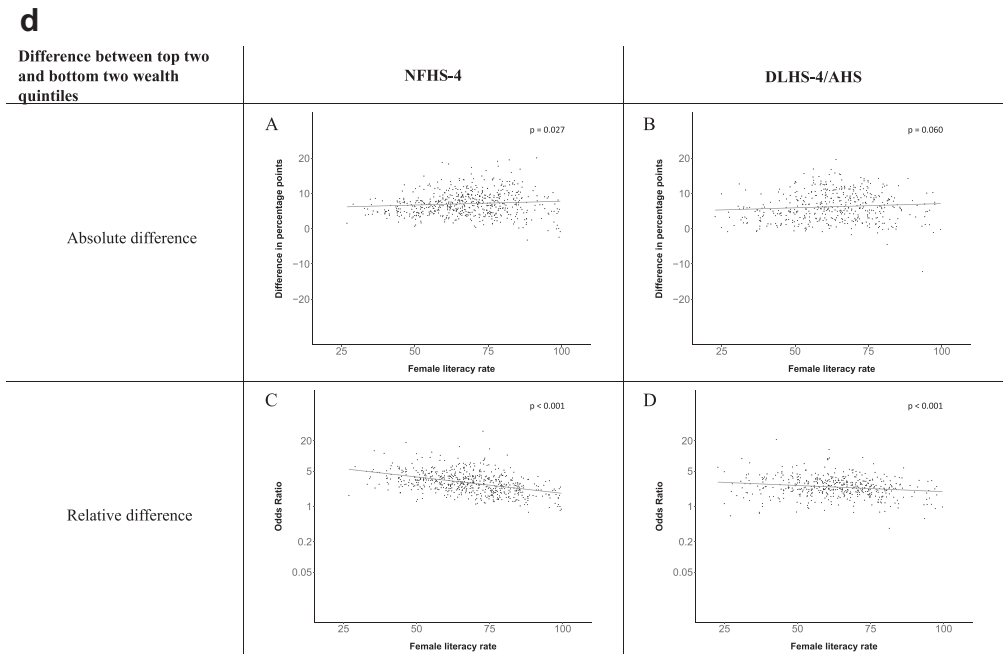 d
Difference between top two
and bottom two wealth
quintiles
NFHS-4
DLHS-4/AHS
Absolute difference
A
p = 0.027
Difference in percentage points
20
10
0
−10
−20
25
50
75
100
Female literacy rate
B
p = 0.060
Difference in percentage points
20
10
0
−10
−20
25
50
75
100
Female literacy rate
Relative difference
C
p < 0.001
Odds Ratio
20
5
1
0.2
0.05
25
50
75
100
Female literacy rate
D
p < 0.001
Odds Ratio
20
5
1
0.2
0.05
25
50
75
100
Female literacy rate